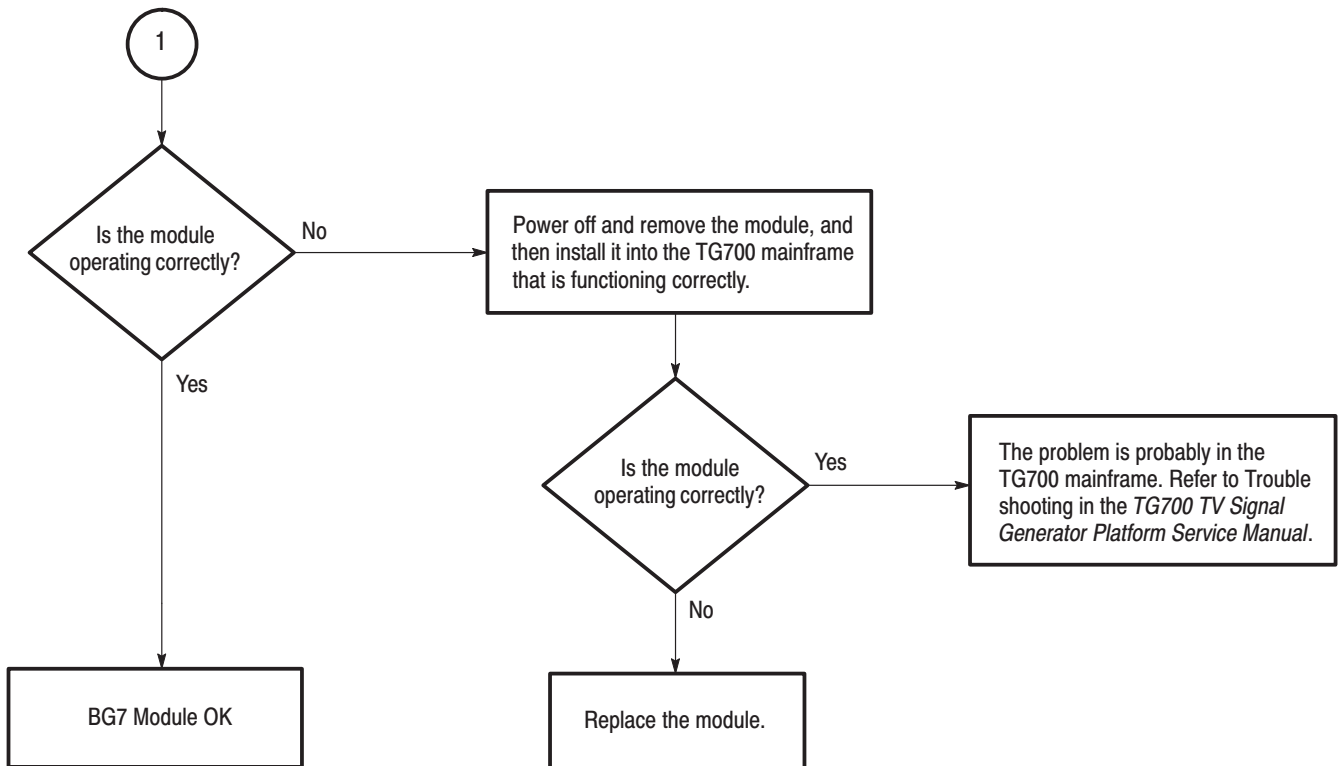 1
Is the module
operating correctly?
No
Power off and remove the module, and
then install it into the TG700 mainframe
that is functioning correctly.
Yes
Is the module
operating correctly?
Yes
The problem is probably in the
TG700 mainframe. Refer to Trouble
shooting in the TG700 TV Signal
Generator Platform Service Manual.
No
BG7 Module OK
Replace the module.